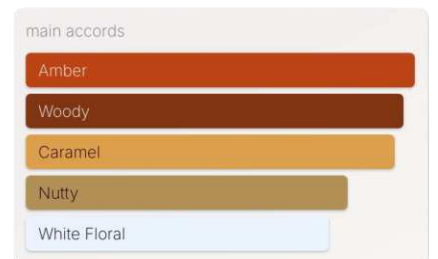 main accords
Amber
Woody
Caramel
Nutty
White Floral